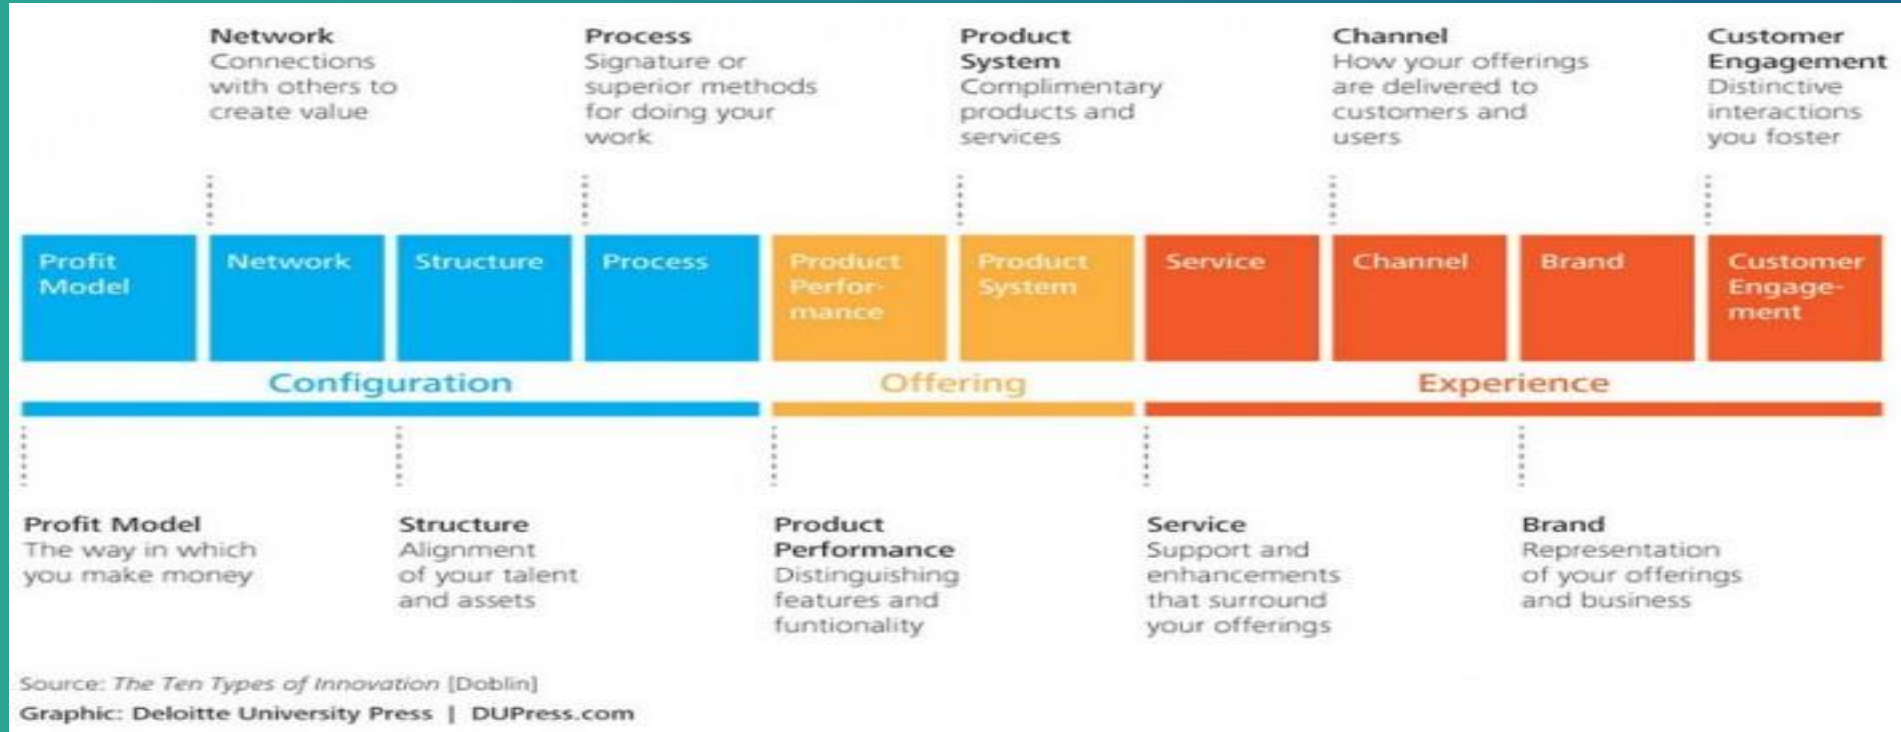 Network
Connections
with others to
create value
Process
Signature or
superior methods
for doing your
work
Product
System
Complimentary
products and
services
Channel
How your offerings
are delivered to
customers and
users
Customer
Engagement
Distinctive
interactions
you foster
Profit
Model
Network
Structure
Process
Product
Perfor-
mance
Product
System
Service
Channel
Brand
Customer
Engage-
ment
Configuration
Offering
Experience
Profit Model
The way in which
you make money
Structure
Alignment
of your talent
and assets
Product
Performance
Distinguishing
features and
funtionality
Service
Support and
enhancements
that surround
your offerings
Brand
Representation
of your offerings
and business
Source: The Ten Types of Innovation [Doblin]
Graphic: Deloitte University Press | DUPress.com